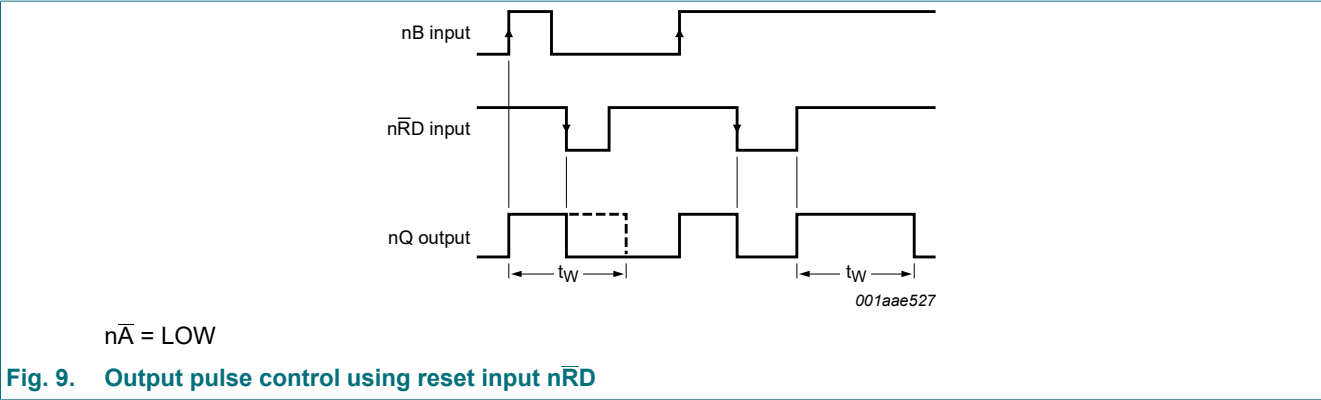 nB input
nR̅D input
nQ output
tW
tW
001aae527
nA̅ = LOW
Fig. 9. Output pulse control using reset input nR̅D